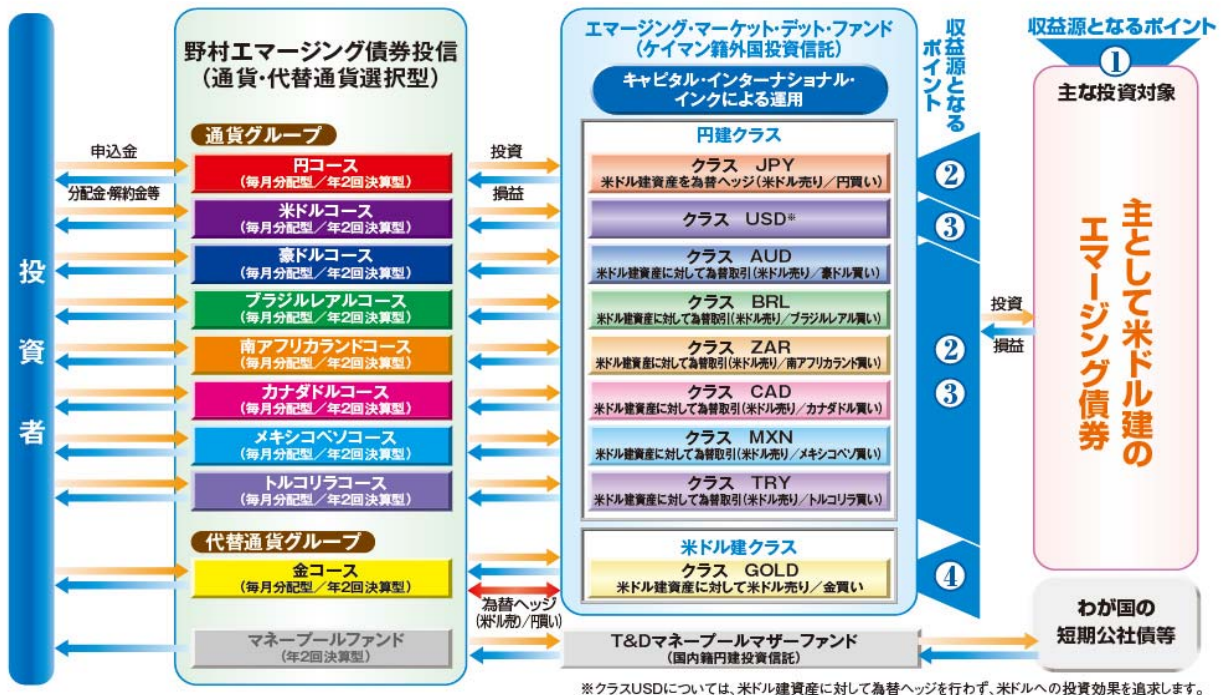 投資者
申込金
分配金・解約金等
野村エマージング債券投信
(通貨・代替通貨選択型)
通貨グループ
円コース
(毎月分配型/年2回決算型)
米ドルコース
(毎月分配型/年2回決算型)
豪ドルコース
(毎月分配型/年2回決算型)
ブラジルレアルコース
(毎月分配型/年2回決算型)
南アフリカランドコース
(毎月分配型/年2回決算型)
カナダドルコース
(毎月分配型/年2回決算型)
メキシコペソコース
(毎月分配型/年2回決算型)
トルコリラコース
(毎月分配型/年2回決算型)
代替通貨グループ
金コース
(毎月分配型/年2回決算型)
マネープールファンド
(年2回決算型)
投資
損益
為替ヘッジ
(米ドル売り/円買い)
エマージング・マーケット・デット・ファンド
(ケイマン籍外国投資信託)
キャピタル・インターナショナル・
インクによる運用
円建クラス
クラス JPY
米ドル建資産を為替ヘッジ(米ドル売り/円買い)
クラス USD※
クラス AUD
米ドル建資産に対して為替取引(米ドル売り/豪ドル買い)
クラス BRL
米ドル建資産に対して為替取引(米ドル売り/ブラジルレアル買い)
クラス ZAR
米ドル建資産に対して為替取引(米ドル売り/南アフリカランド買い)
クラス CAD
米ドル建資産に対して為替取引(米ドル売り/カナダドル買い)
クラス MXN
米ドル建資産に対して為替取引(米ドル売り/メキシコペソ買い)
クラス TRY
米ドル建資産に対して為替取引(米ドル売り/トルコリラ買い)
米ドル建クラス
クラス GOLD
米ドル建資産に対して米ドル売り/金買い
T&Dマネープールマザーファンド
(国内籍円建投資信託)
収益源となる
ポイント
②
③
②
③
④
投資
損益
収益源となるポイント
①
主な投資対象
主として米ドル建の
エマージング債券
わが国の
短期公社債等
※クラスUSDについては、米ドル建資産に対して為替ヘッジを行わず、米ドルへの投資効果を追求します。